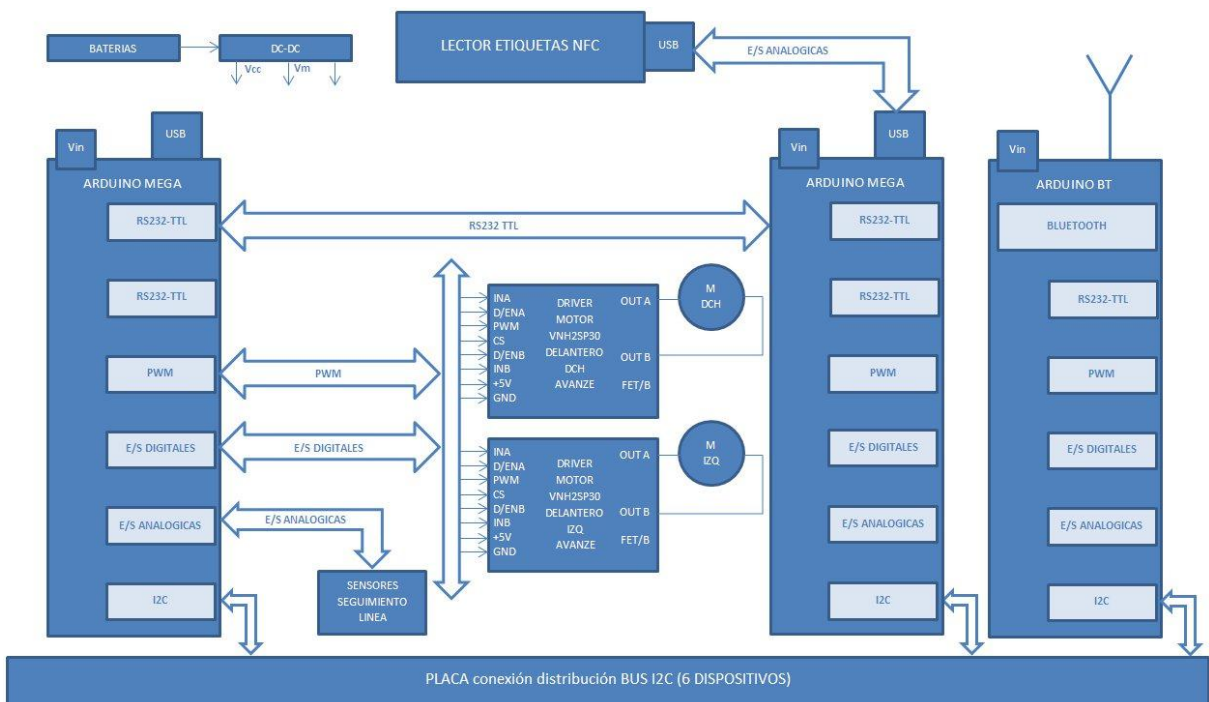 BATERIAS
DC-DC
Vcc
Vm
LECTOR ETIQUETAS NFC
USB
E/S ANALOGICAS
Vin
USB
ARDUINO MEGA
RS232-TTL
RS232-TTL
PWM
E/S DIGITALES
E/S ANALOGICAS
I2C
RS232 TTL
PWM
E/S DIGITALES
E/S ANALOGICAS
SENSORES
SEGUIMIENTO
LINEA
INA
D/ENA
PWM
CS
D/ENB
INB
+5V
GND
DRIVER
MOTOR
VNH2SP30
DELANTERO
DCH
AVANZE
OUT A
OUT B
FET/B
M
DCH
INA
D/ENA
PWM
CS
D/ENB
INB
+5V
GND
DRIVER
MOTOR
VNH2SP30
DELANTERO
IZQ
AVANZE
OUT A
OUT B
FET/B
M
IZQ
Vin
USB
ARDUINO MEGA
RS232-TTL
RS232-TTL
PWM
E/S DIGITALES
E/S ANALOGICAS
I2C
Vin
ARDUINO BT
BLUETOOTH
RS232-TTL
PWM
E/S DIGITALES
E/S ANALOGICAS
I2C
PLACA conexión distribución BUS I2C (6 DISPOSITIVOS)